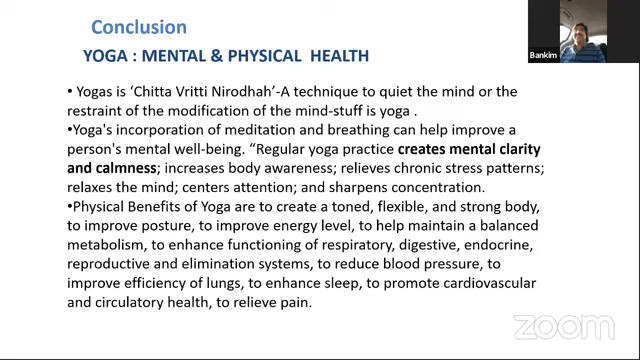 Conclusion
YOGA : MENTAL & PHYSICAL HEALTH
• Yogas is ‘Chitta Vritti Nirodhah’-A technique to quiet the mind or the
restraint of the modification of the mind-stuff is yoga .
•Yoga's incorporation of meditation and breathing can help improve a
person's mental well-being. “Regular yoga practice creates mental clarity
and calmness; increases body awareness; relieves chronic stress patterns;
relaxes the mind; centers attention; and sharpens concentration.
•Physical Benefits of Yoga are to create a toned, flexible, and strong body,
to improve posture, to improve energy level, to help maintain a balanced
metabolism, to enhance functioning of respiratory, digestive, endocrine,
reproductive and elimination systems, to reduce blood pressure, to
improve efficiency of lungs, to enhance sleep, to promote cardiovascular
and circulatory health, to relieve pain.
Bankim
zoom